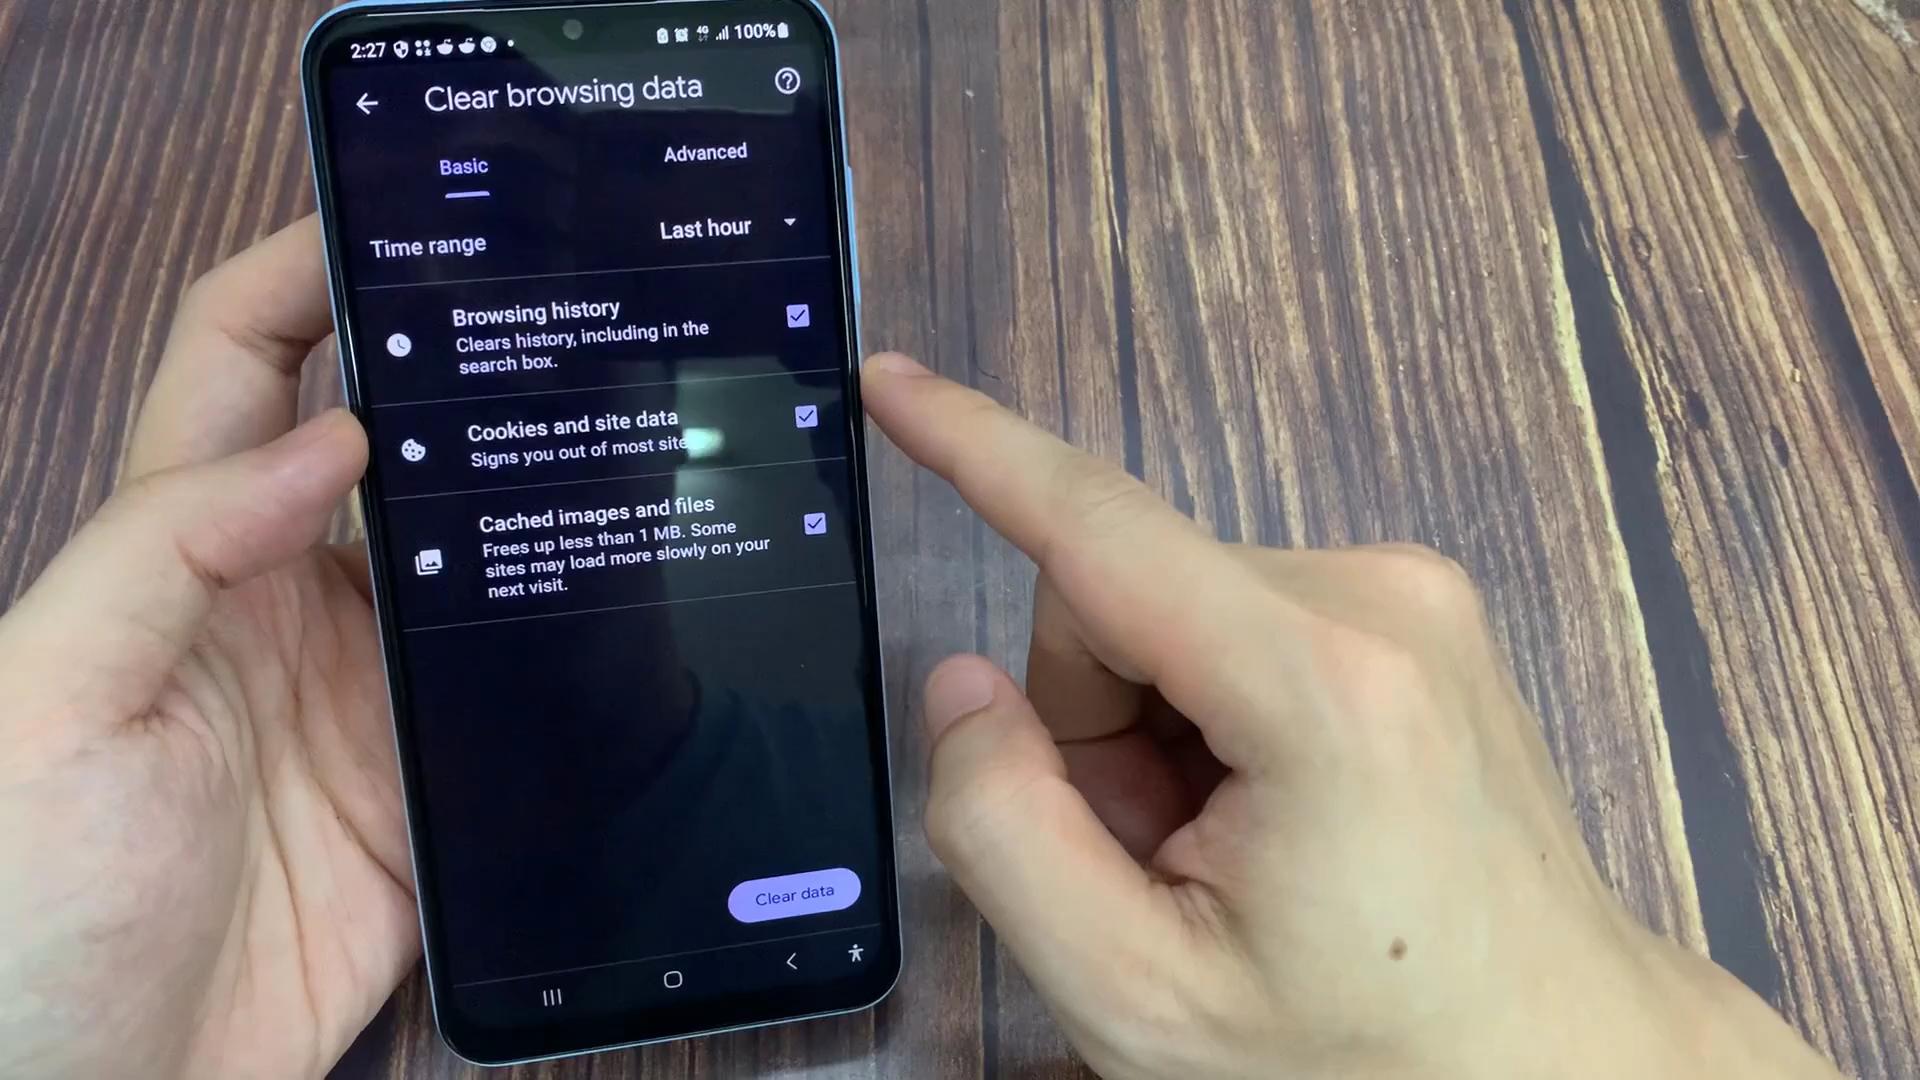 2:27 4G 100%
Clear browsing data
Basic
Advanced
Time range
Last hour
Browsing history
Clears history, including in the
search box.
Cookies and site data
Signs you out of most site
Cached images and files
Frees up less than 1 MB. Some
sites may load more slowly on your
next visit.
Clear data